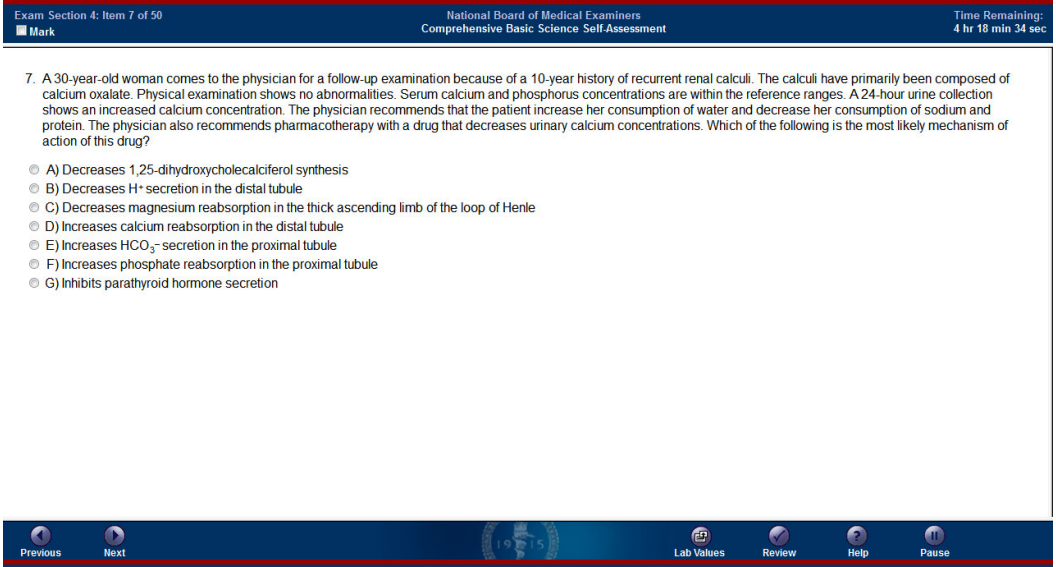 Exam Section 4: Item 7 of 50
National Board of Medical Examiners
Time Remaining:
Mark
Comprehensive Basic Science Self-Assessment
4 hr 18 min 34 sec
7. A 30-year-old woman comes to the physician for a follow-up examination because of a 10-year history of recurrent renal calculi. The calculi have primarily been composed of
calcium oxalate. Physical examination shows no abnormalities. Serum calcium and phosphorus concentrations are within the reference ranges. A 24-hour urine collection
shows an increased calcium concentration. The physician recommends that the patient increase her consumption of water and decrease her consumption of sodium and
protein. The physician also recommends pharmacotherapy with a drug that decreases urinary calcium concentrations. Which of the following is the most likely mechanism of
action of this drug?
A) Decreases 1,25-dihydroxycholecalciferol synthesis
B) Decreases H⁺ secretion in the distal tubule
C) Decreases magnesium reabsorption in the thick ascending limb of the loop of Henle
D) Increases calcium reabsorption in the distal tubule
E) Increases HCO₃⁻ secretion in the proximal tubule
F) Increases phosphate reabsorption in the proximal tubule
G) Inhibits parathyroid hormone secretion
1915
Previous
Next
Lab Values
Review
Help
Pause